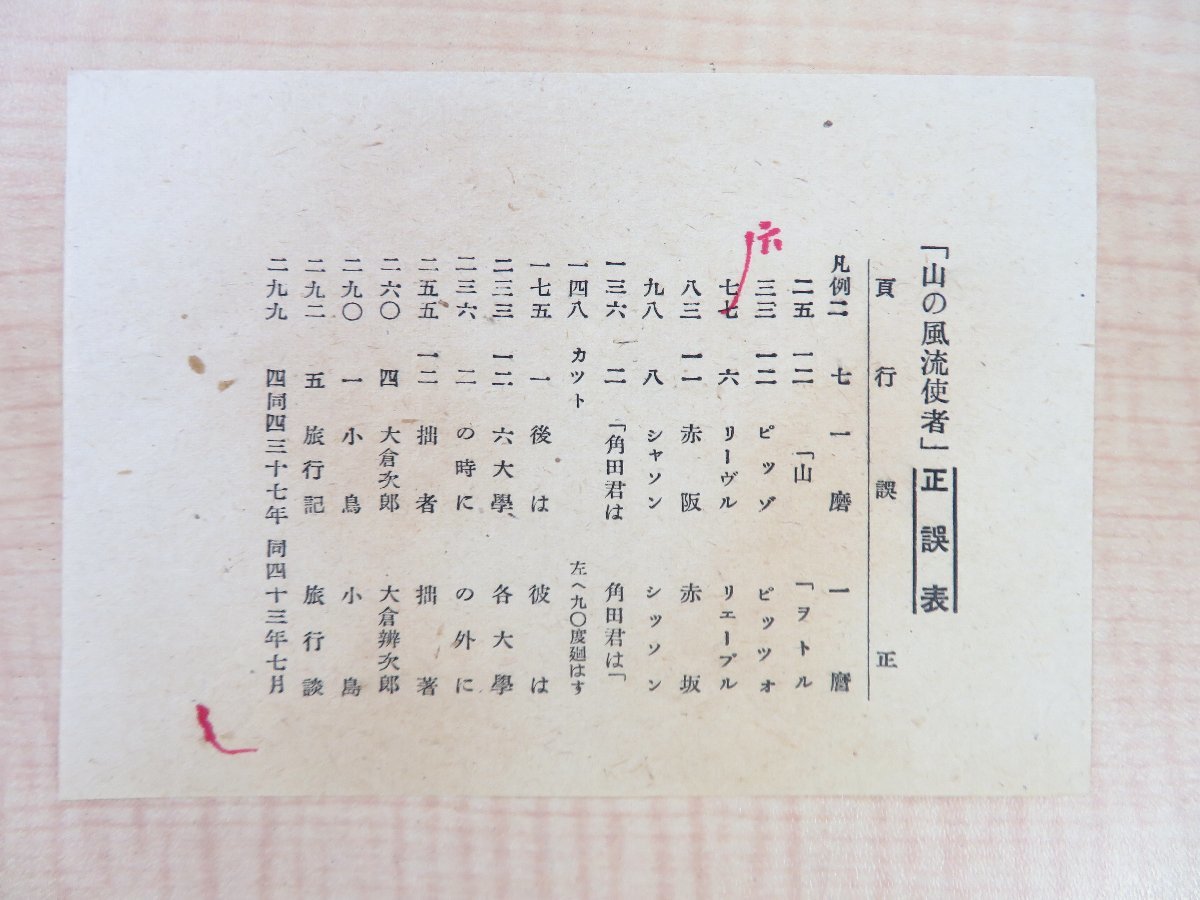 「山の風流使者」正誤表
頁 行 誤 正
凡例二 七 一磨 一麿
二五 一二 「山 「ヲトル
三三 一二 ピッゾ ピッツオ
七七 六 リーヴル リエーブル
八三 一一 赤阪 赤坂
九八 八 シャソン シッソン
一三六 二 「角田君は 角田君は「
一四八 カツト 左へ九〇度廻はす
一七五 一 後は 彼は
二三三 一二 六大學 各大學
二三六 二 の時に の外に
二五五 一二 拙者 拙著
二六〇 四 大倉次郎 大倉辨次郎
二九〇 一 小鳥 小島
二九二 五 旅行記 旅行談
二九九 四 同四三十七年 同四十三年七月